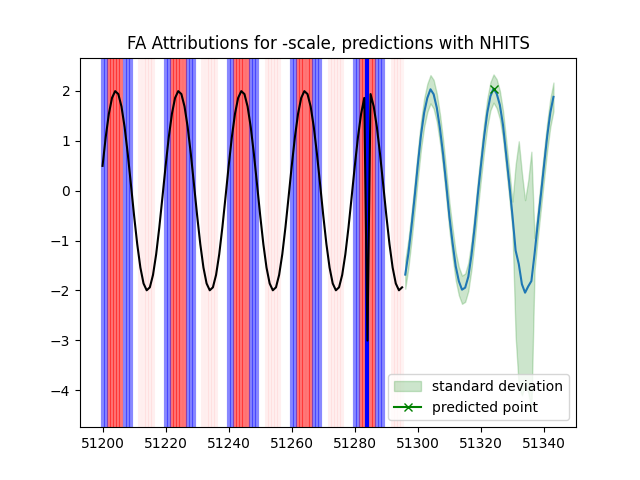 FA Attributions for -scale, predictions with NHITS
2
1
0
−1
−2
−3
−4
standard deviation
predicted point
51200 51220 51240 51260 51280 51300 51320 51340